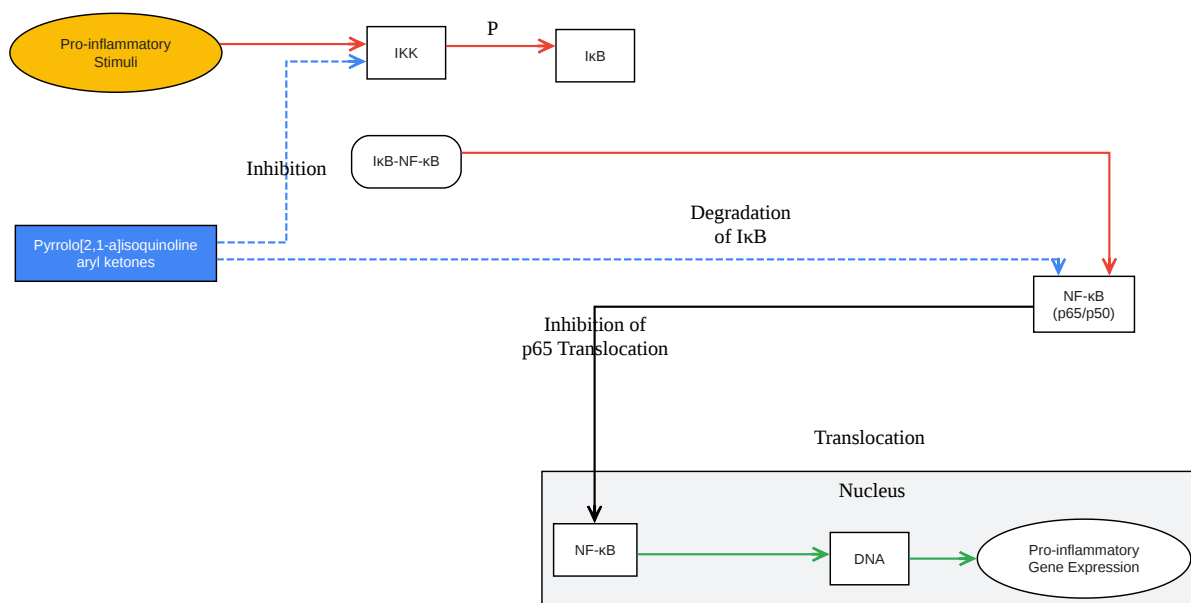 Pro-inflammatory
Stimuli
IKK
P
IκB
IκB-NF-κB
Inhibition
Pyrrolo[2,1-a]isoquinoline
aryl ketones
Degradation
of IκB
NF-κB
(p65/p50)
Inhibition of
p65 Translocation
Translocation
Nucleus
NF-κB
DNA
Pro-inflammatory
Gene Expression